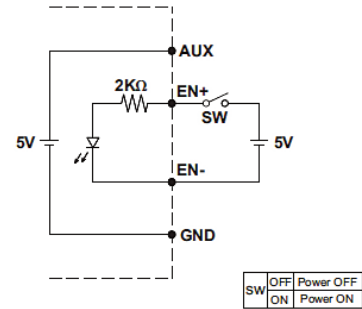 AUX
2KΩ
EN+
SW
5V
5V
EN-
GND
SW
OFF Power OFF
ON Power ON